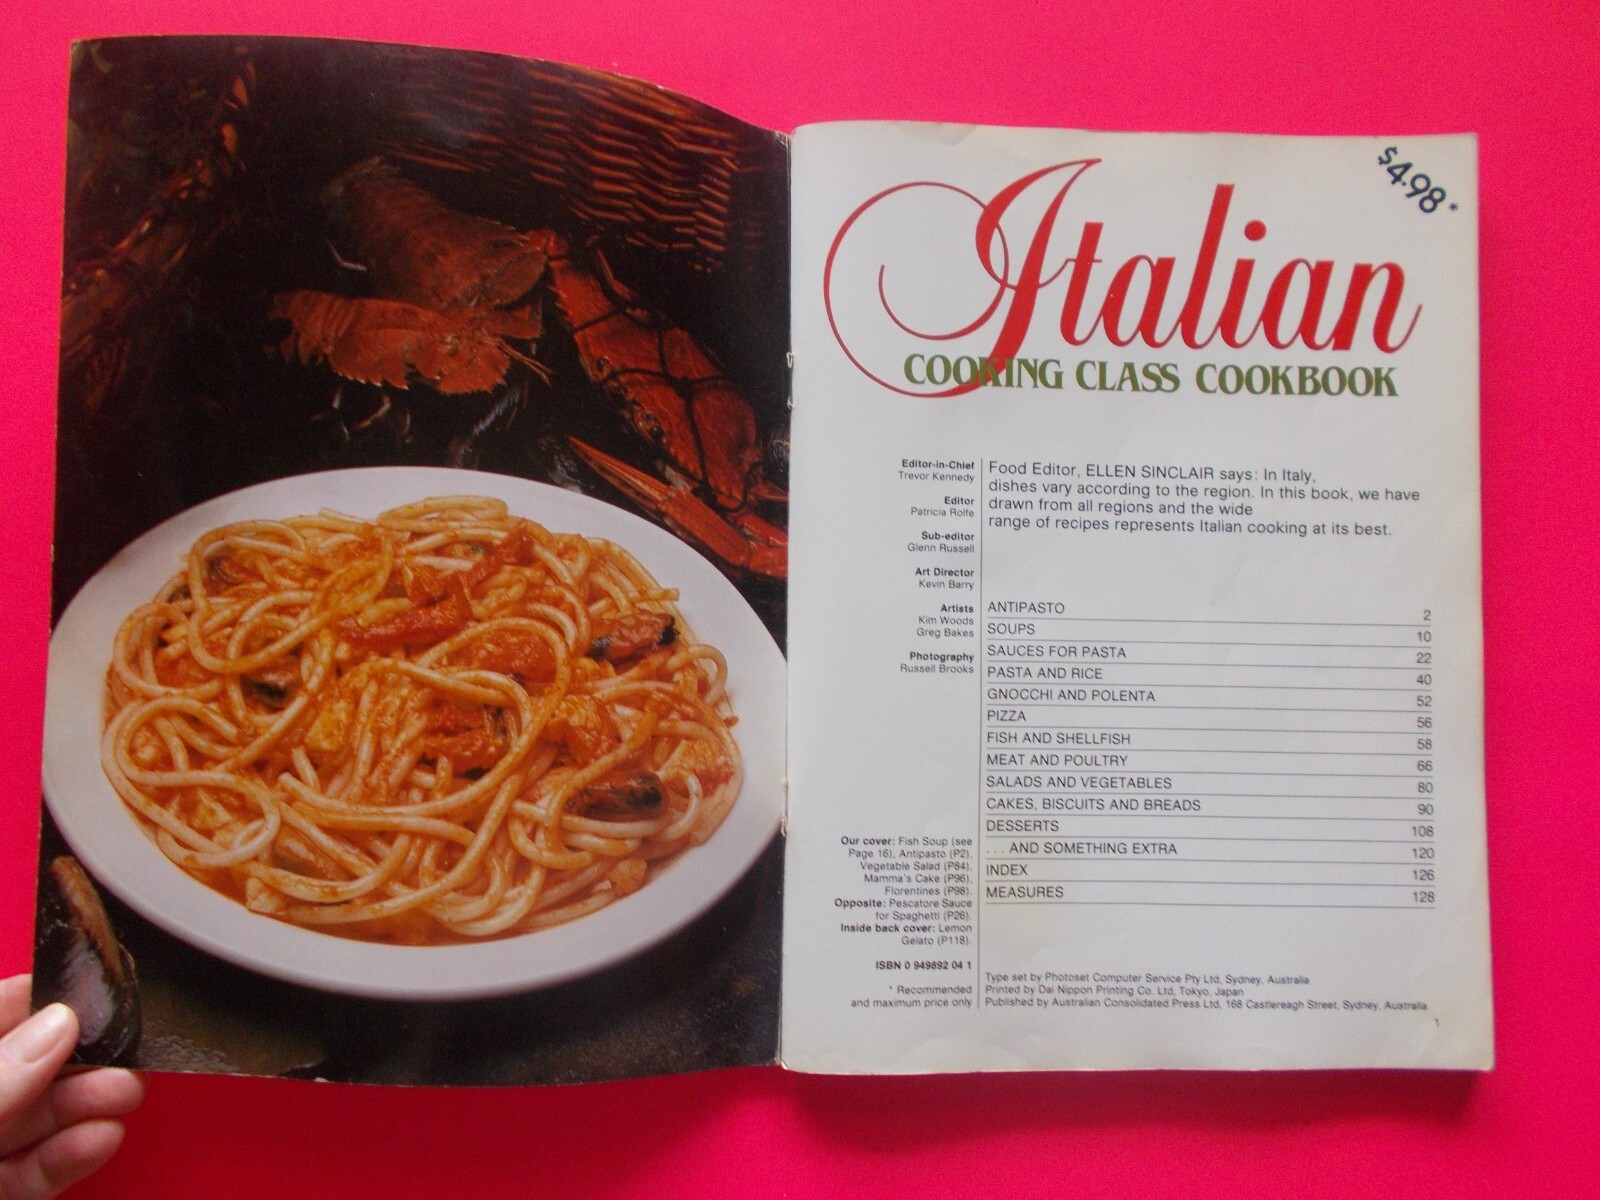 $4.98*
Italian
COOKING CLASS COOKBOOK
Editor-in-Chief
Trevor Kennedy
Editor
Patricia Rolfe
Sub-editor
Glenn Russell
Art Director
Kevin Barry
Artists
Kim Woods
Greg Bakes
Photography
Russell Brooks
Our cover: Fish Soup (see
Page 16), Antipasto (P2),
Vegetable Salad (P84),
Mamma's Cake (P96),
Florentines (P98).
Opposite: Pescatore Sauce
for Spaghetti (P26).
Inside back cover: Lemon
Gelato (P118).
ISBN 0 949892 04 1
* Recommended
and maximum price only
Food Editor, ELLEN SINCLAIR says: In Italy,
dishes vary according to the region. In this book, we have
drawn from all regions and the wide
range of recipes represents Italian cooking at its best.
ANTIPASTO 2
SOUPS 10
SAUCES FOR PASTA 22
PASTA AND RICE 40
GNOCCHI AND POLENTA 52
PIZZA 56
FISH AND SHELLFISH 58
MEAT AND POULTRY 66
SALADS AND VEGETABLES 80
CAKES, BISCUITS AND BREADS 90
DESSERTS 108
. . . AND SOMETHING EXTRA 120
INDEX 126
MEASURES 128
Type set by Photoset Computer Service Pty Ltd, Sydney, Australia
Printed by Dai Nippon Printing Co. Ltd, Tokyo, Japan
Published by Australian Consolidated Press Ltd, 168 Castlereagh Street, Sydney, Australia
1